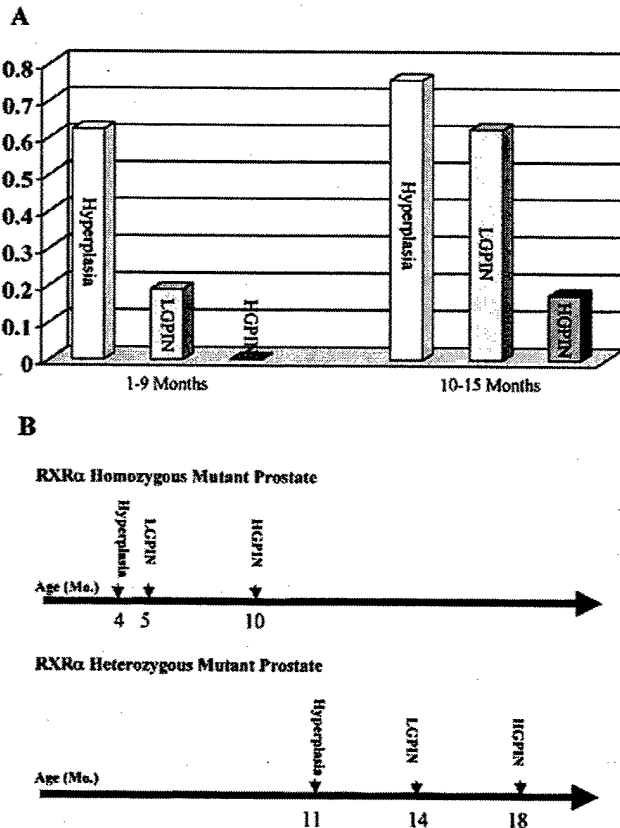 A
0.8
0.7
0.6
0.5
0.4
0.3
0.2
0.1
0
Hyperplasia
LGPIN
HGPIN
Hyperplasia
LGPIN
HGPIN
1-9 Months
10-15 Months
B
RXRα Homozygous Mutant Prostate
Hyperplasia
LGPIN
HGPIN
Age (Mo.)
4 5 10
RXRα Heterozygous Mutant Prostate
Hyperplasia
LGPIN
HGPIN
Age (Mo.)
11 14 18